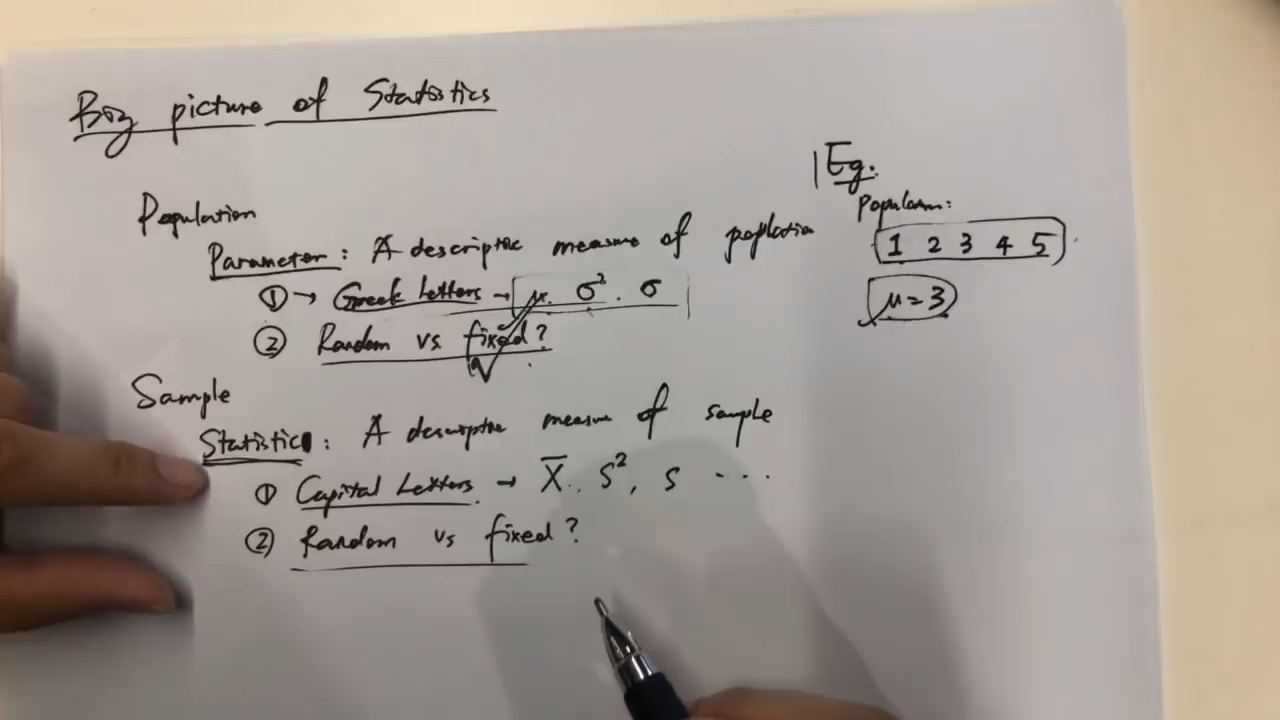 Big picture of Statistics
Population
Parameter: A descriptive measure of population
① → Greek letters → μ. σ². σ
② Random vs fixed?
Sample
Statistic: A descriptive measure of sample
① Capital Letters → X̅, S², S ...
② Random vs fixed?
Eg.
Population:
1 2 3 4 5
μ = 3